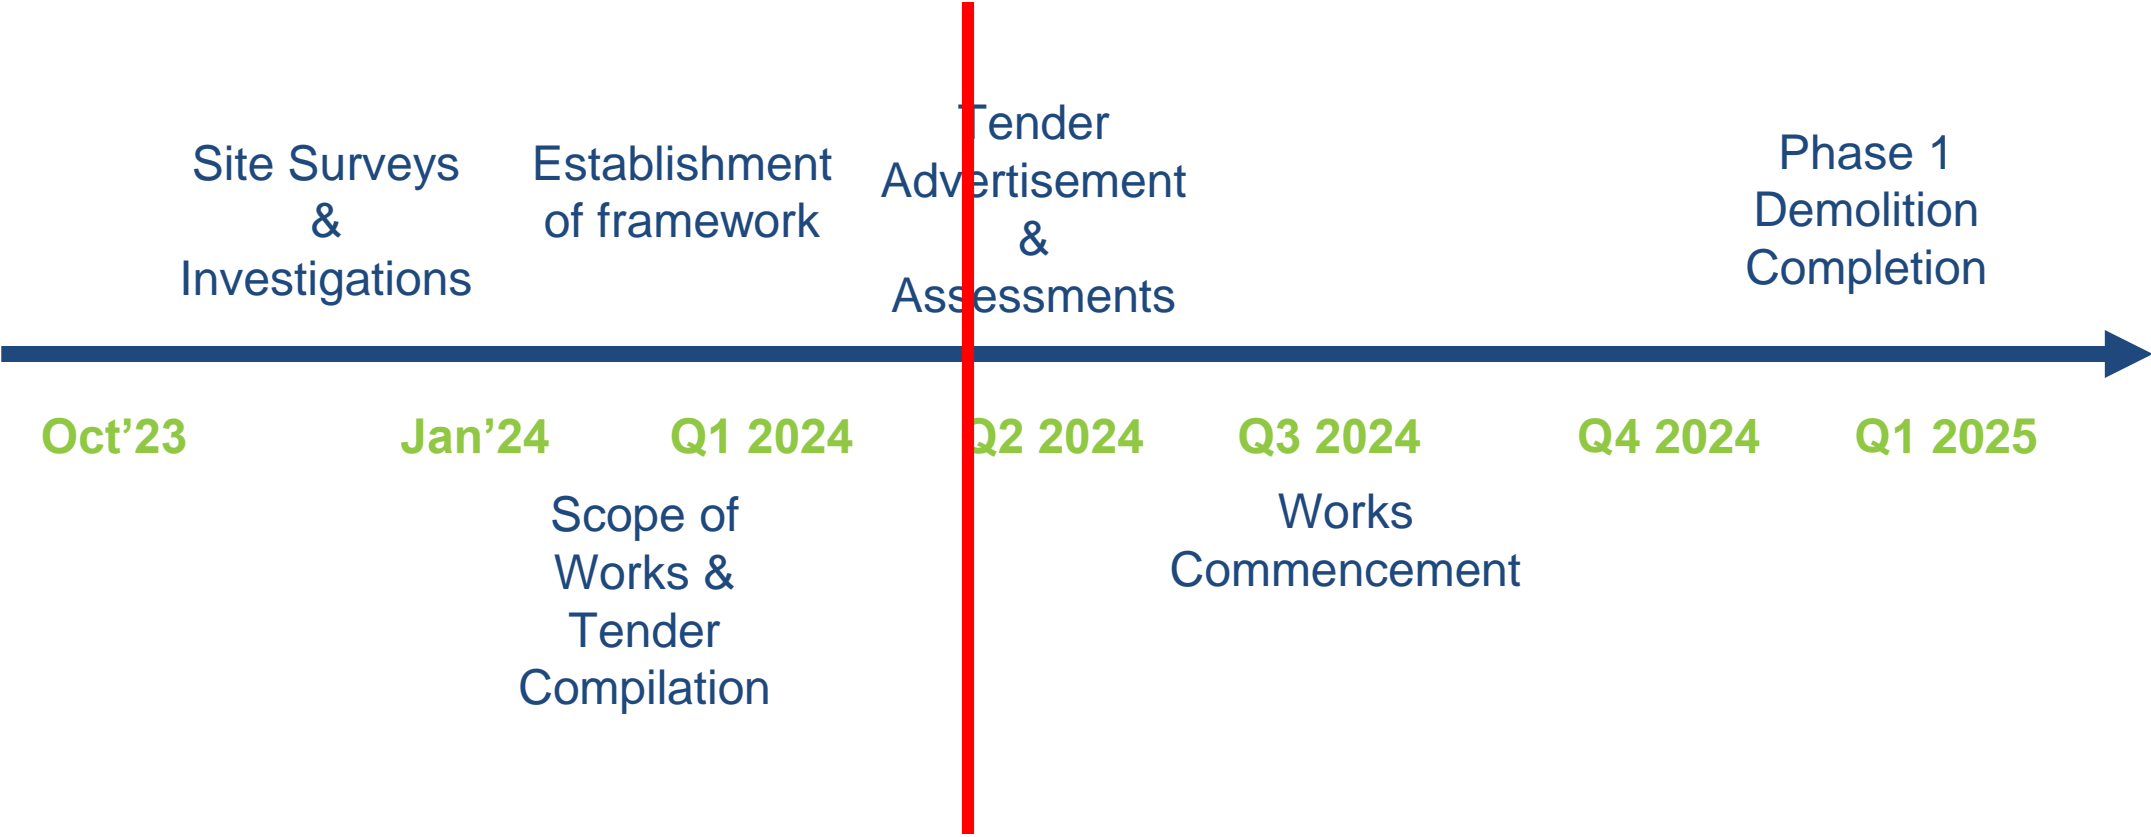 Site Surveys
&
Investigations
Establishment
of framework
Tender
Advertisement
&
Assessments
Phase 1
Demolition
Completion
Oct’23
Jan’24
Q1 2024
Q2 2024
Q3 2024
Q4 2024
Q1 2025
Scope of
Works &
Tender
Compilation
Works
Commencement